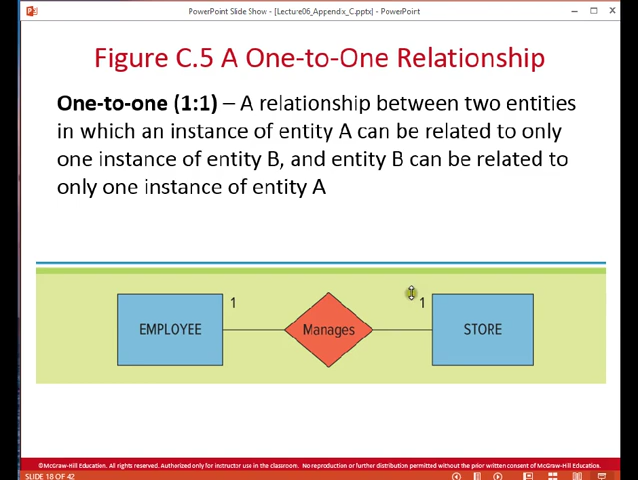 PowerPoint Slide Show - [Lecture06_Appendix_C.pptx] - PowerPoint
Figure C.5 A One-to-One Relationship
One-to-one (1:1) – A relationship between two entities
in which an instance of entity A can be related to only
one instance of entity B, and entity B can be related to
only one instance of entity A
1
1
EMPLOYEE
Manages
STORE
©McGraw-Hill Education. All rights reserved. Authorized only for instructor use in the classroom. No reproduction or further distribution permitted without the prior written consent of McGraw-Hill Education.
SLIDE 18 OF 42